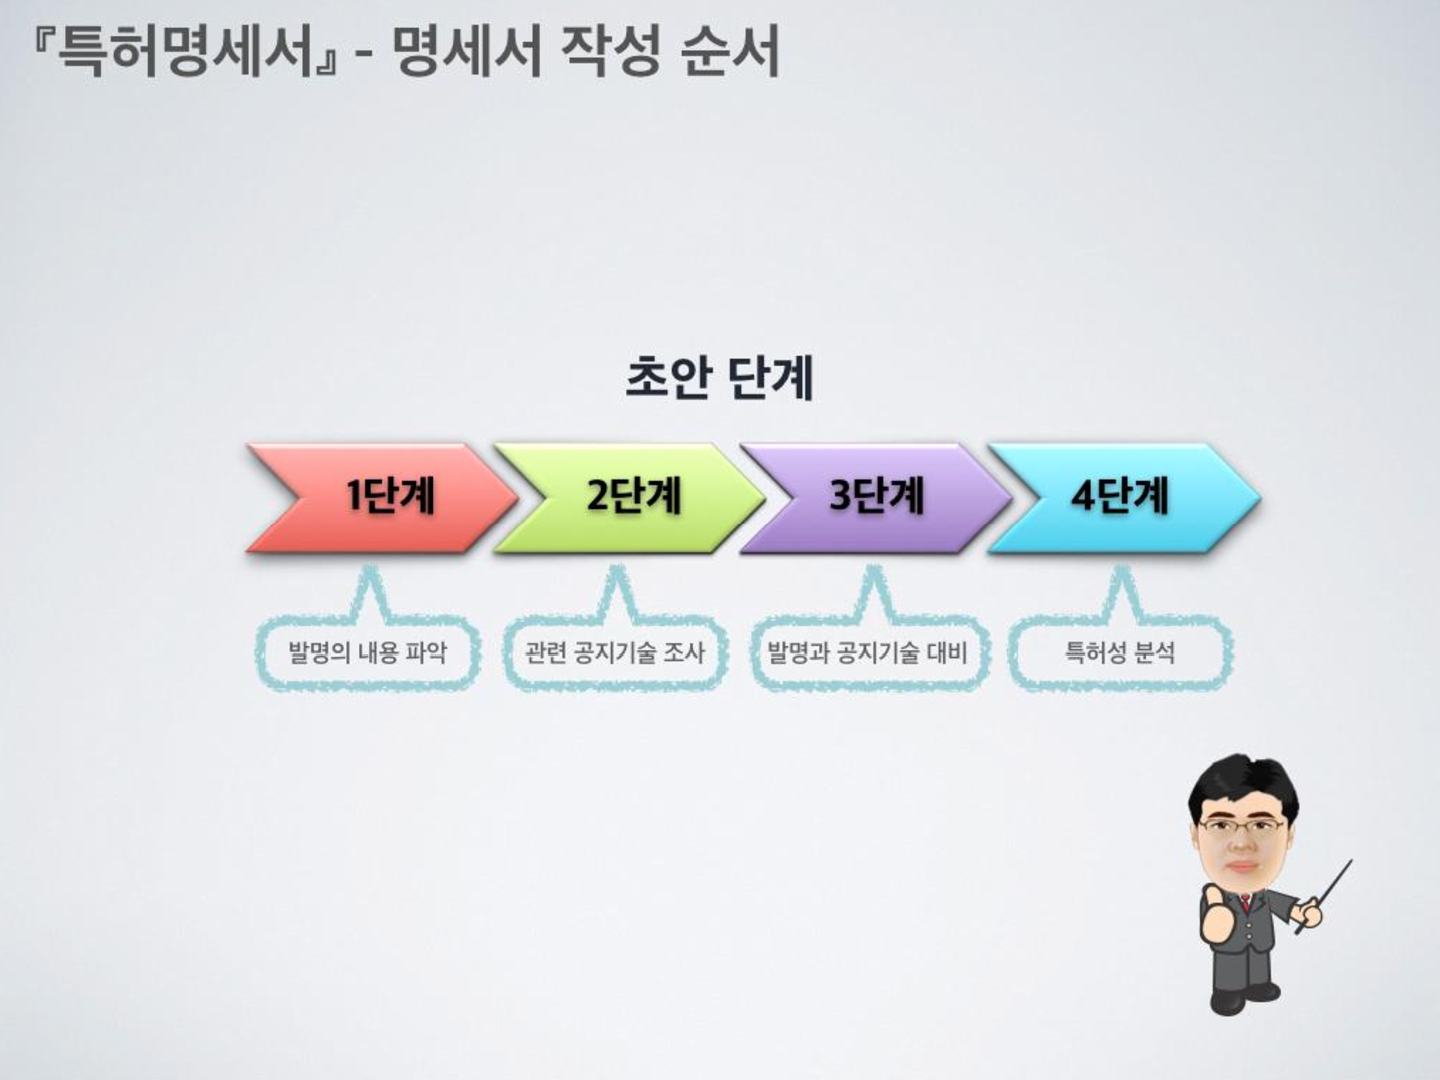 『특허명세서』 - 명세서 작성 순서
초안 단계
1단계
2단계
3단계
4단계
발명의 내용 파악
관련 공지기술 조사
발명과 공지기술 대비
특허성 분석